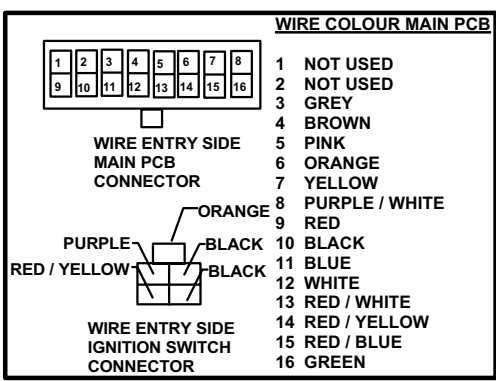 WIRE COLOUR MAIN PCB
1 2 3 4 5 6 7 8
9 10 11 12 13 14 15 16
WIRE ENTRY SIDE
MAIN PCB
CONNECTOR
1 NOT USED
2 NOT USED
3 GREY
4 BROWN
5 PINK
6 ORANGE
7 YELLOW
8 PURPLE / WHITE
9 RED
10 BLACK
11 BLUE
12 WHITE
13 RED / WHITE
14 RED / YELLOW
15 RED / BLUE
16 GREEN
ORANGE
PURPLE BLACK
RED / YELLOW BLACK
WIRE ENTRY SIDE
IGNITION SWITCH
CONNECTOR